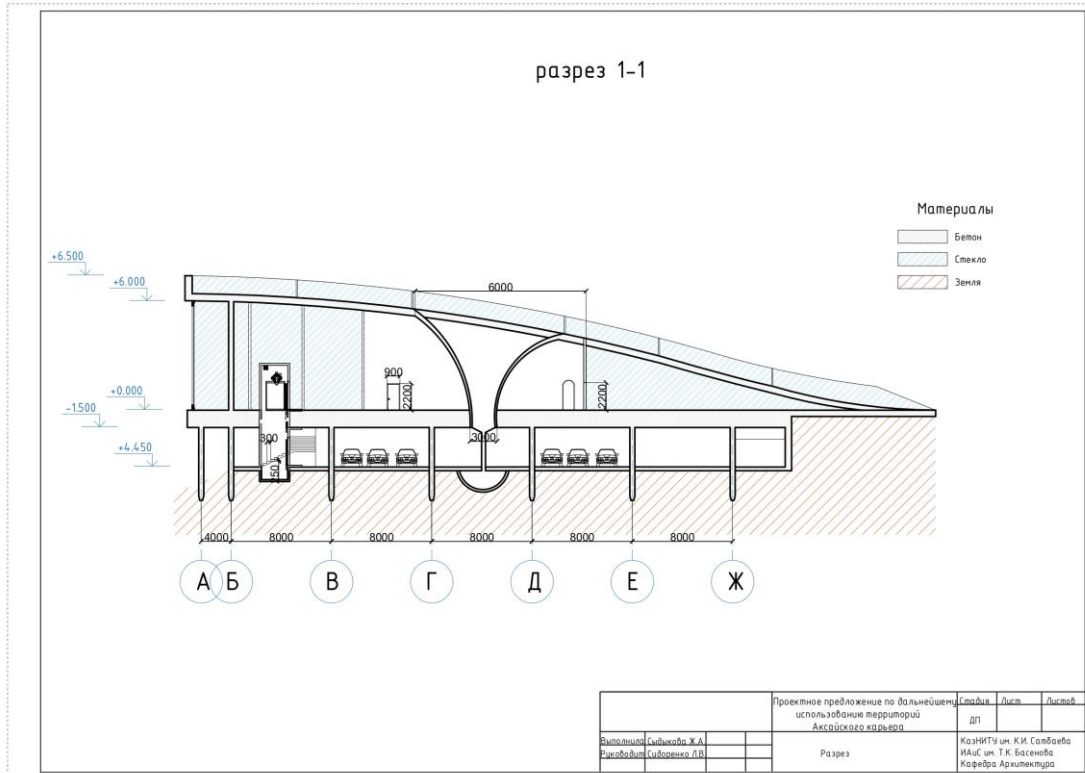 разрез 1-1
Материалы
Бетон
Стекло
Земля
+6.500
+6.000
6000
900
2200
2200
+0.000
-1.500
3000
300
+4.450
250
4000
8000
8000
8000
8000
8000
А
Б
В
Г
Д
Е
Ж
Проектное предложение по дальнейшему
использованию территорий
Аксайского карьера
Стадия
Лист
Листов
ДП
Выполнила
Сыдыкова Ж.А.
Руководит
Сидоренко Л.В.
Разрез
КазНИТУ им. К.И. Сатбаева
ИАиС им. Т.К. Басенова
Кафедра Архитектура